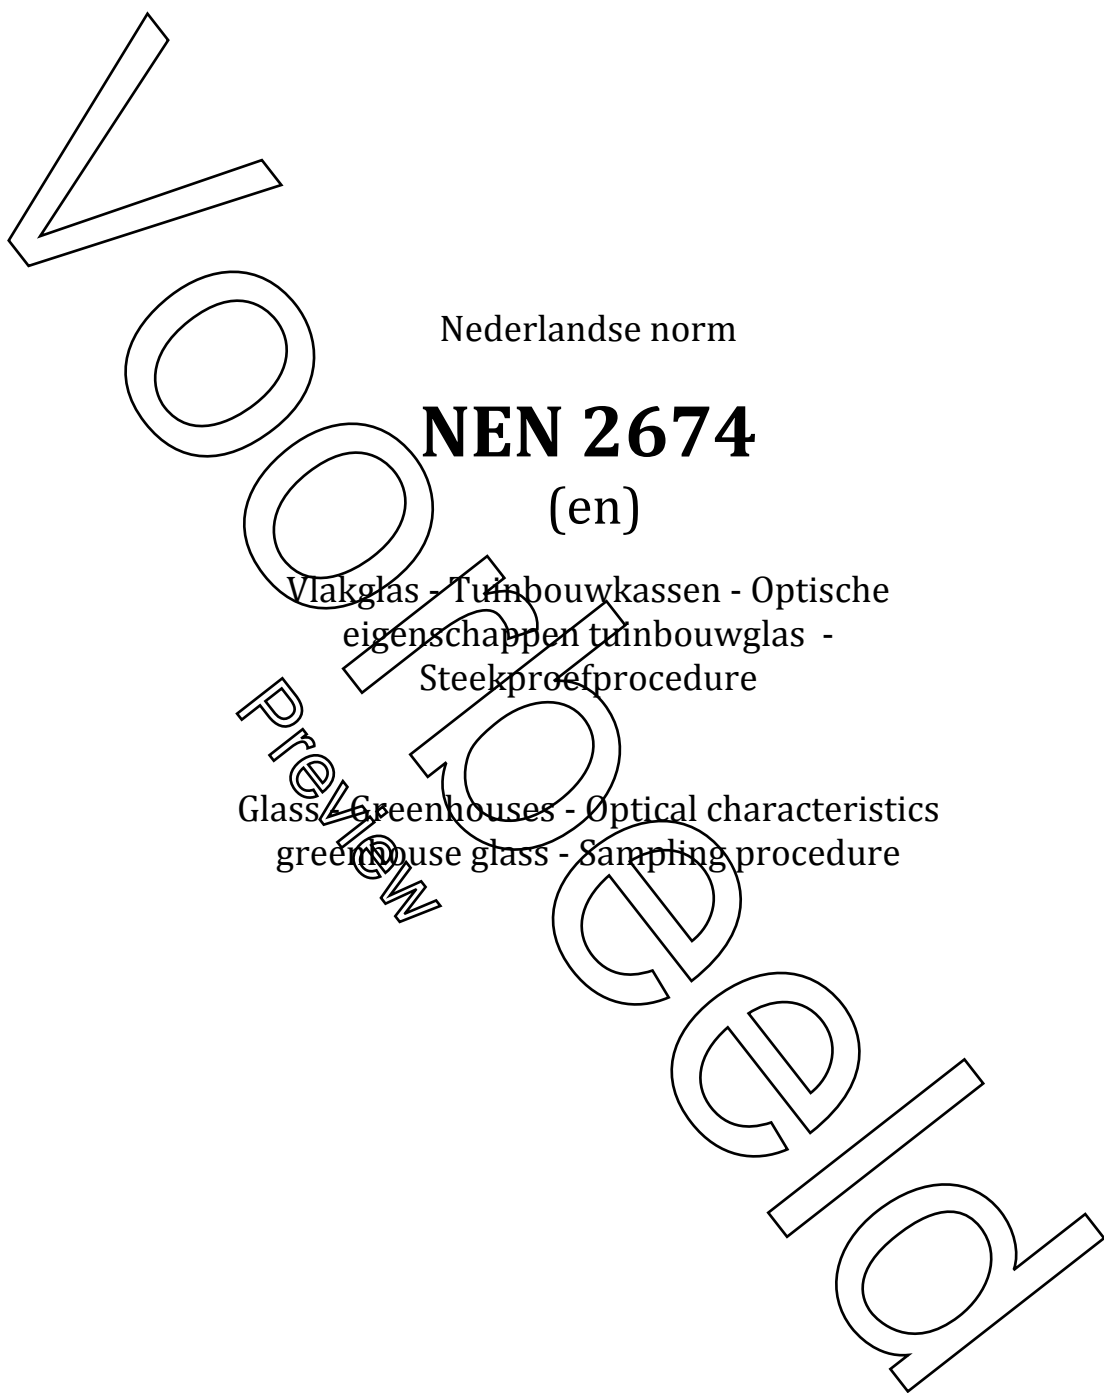 Nederlandse norm
NEN 2674
(en)
Vlakglas - Tuinbouwkassen - Optische
eigenschappen tuinbouwglas -
Steekproefprocedure
Glass - Greenhouses - Optical characteristics
greenhouse glass - Sampling procedure
Voorbeeld
Preview